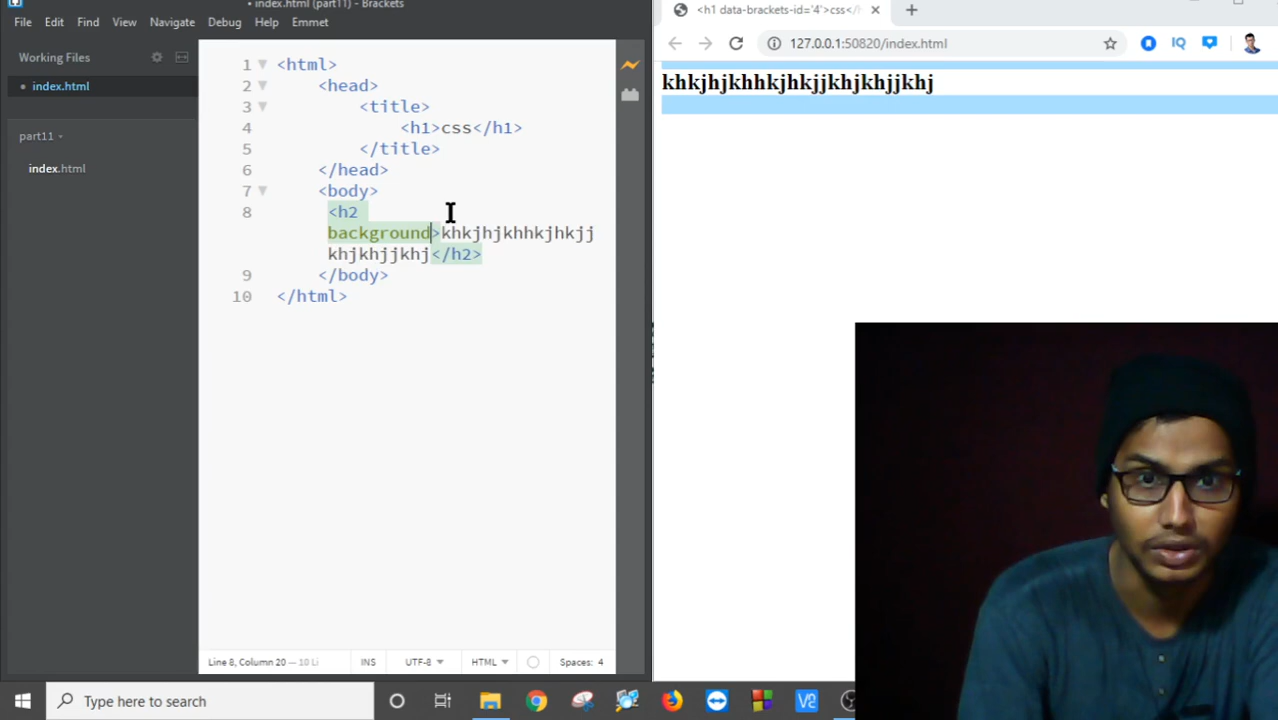 • index.html (part11) - Brackets
File Edit Find View Navigate Debug Help Emmet
Working Files
• index.html
part11
index.html
1 <html>
2 <head>
3 <title>
4 <h1>css</h1>
5 </title>
6 </head>
7 <body>
8 <h2
background>khkjhjkhhkjhkjj
khjkhjjkhj</h2>
9 </body>
10 </html>
Line 8, Column 20 — 10 Li
INS UTF-8 HTML Spaces: 4
<h1 data-brackets-id='4'>css</
127.0.0.1:50820/index.html
IQ
khkjhjkhhkjhkjjkhjkhjjkhj
Type here to search